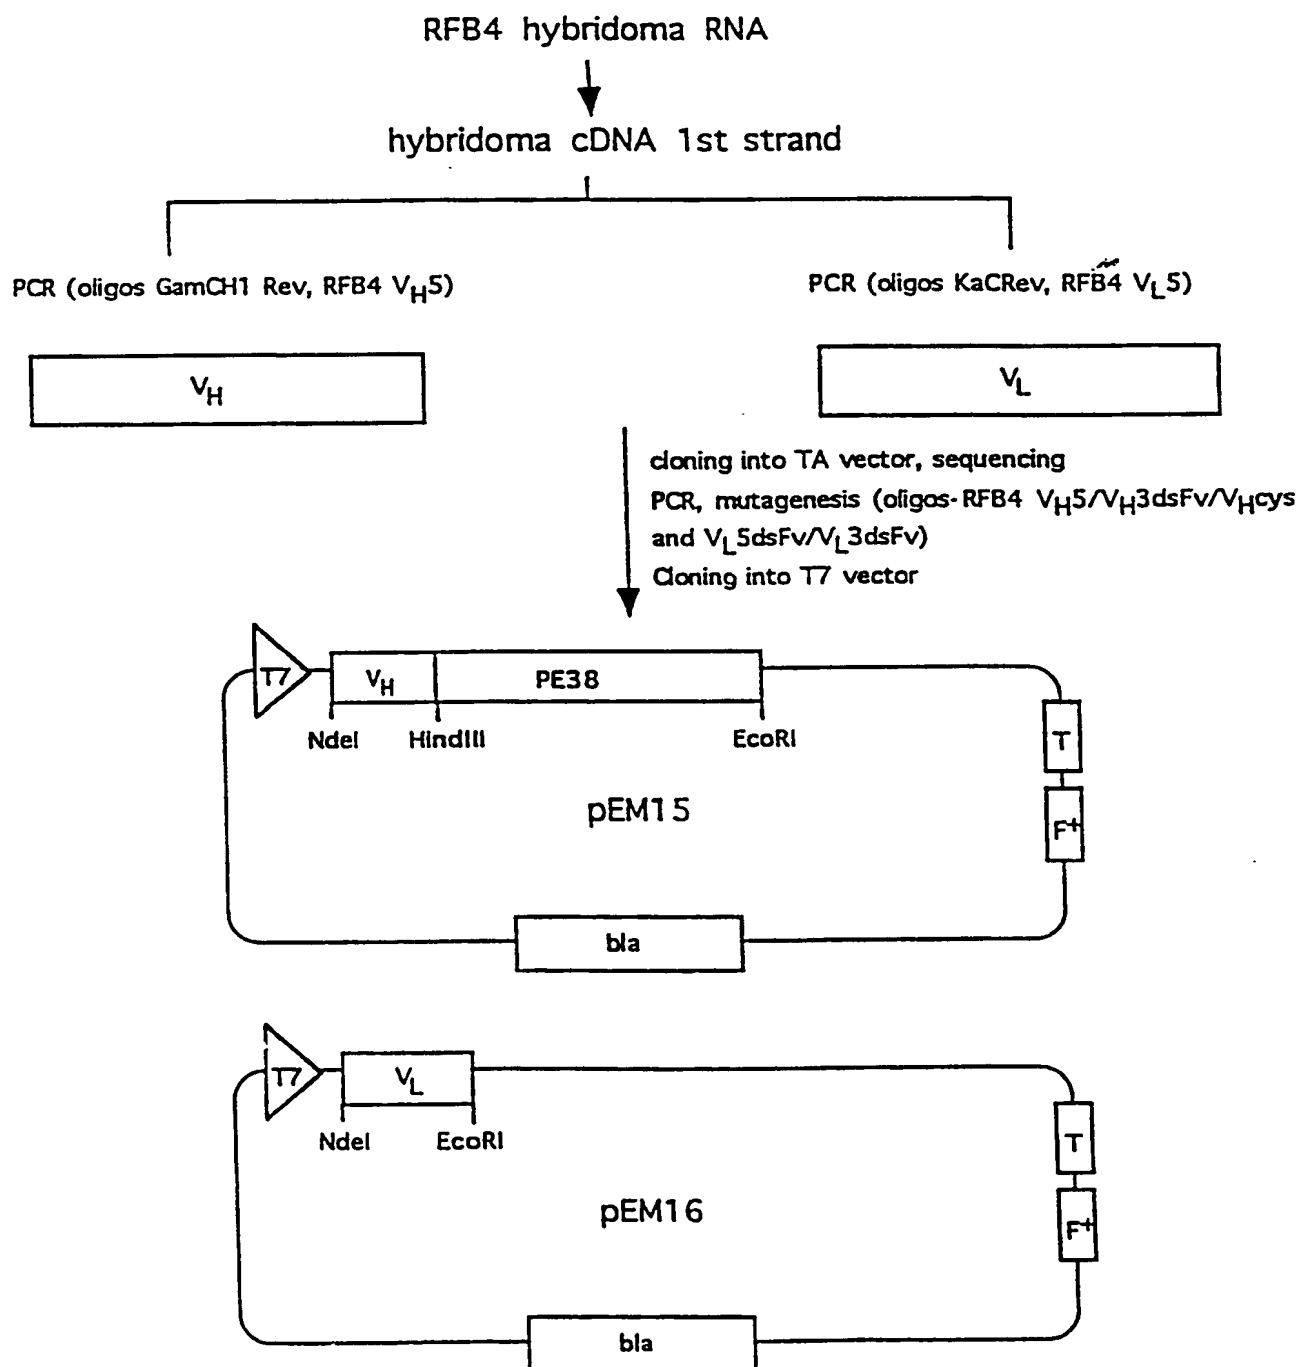 RFB4 hybridoma RNA
hybridoma cDNA 1st strand
PCR (oligos GamCH1 Rev, RFB4 VH5)
PCR (oligos KaCRev, RFB4 VL5)
VH
VL
cloning into TA vector, sequencing
PCR, mutagenesis (oligos-RFB4 VH5/VH3dsFv/VHcys
and VL5dsFv/VL3dsFv)
Cloning into T7 vector
T7
VH
PE38
NdeI
HindIII
EcoRI
T
pEM15
F+
bla
T7
VL
NdeI
EcoRI
T
pEM16
F+
bla